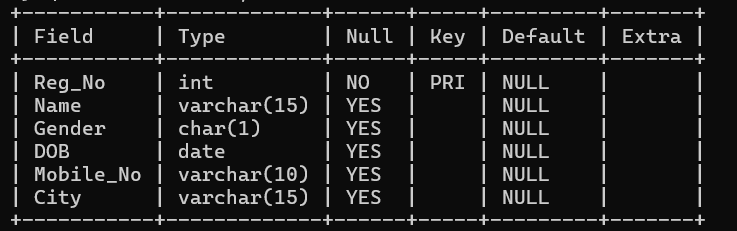 +-----------+-------------+------+-----+---------+-------+
| Field     | Type        | Null | Key | Default | Extra |
+-----------+-------------+------+-----+---------+-------+
| Reg_No    | int         | NO   | PRI | NULL    |       |
| Name      | varchar(15) | YES  |     | NULL    |       |
| Gender    | char(1)     | YES  |     | NULL    |       |
| DOB       | date        | YES  |     | NULL    |       |
| Mobile_No | varchar(10) | YES  |     | NULL    |       |
| City      | varchar(15) | YES  |     | NULL    |       |
+-----------+-------------+------+-----+---------+-------+